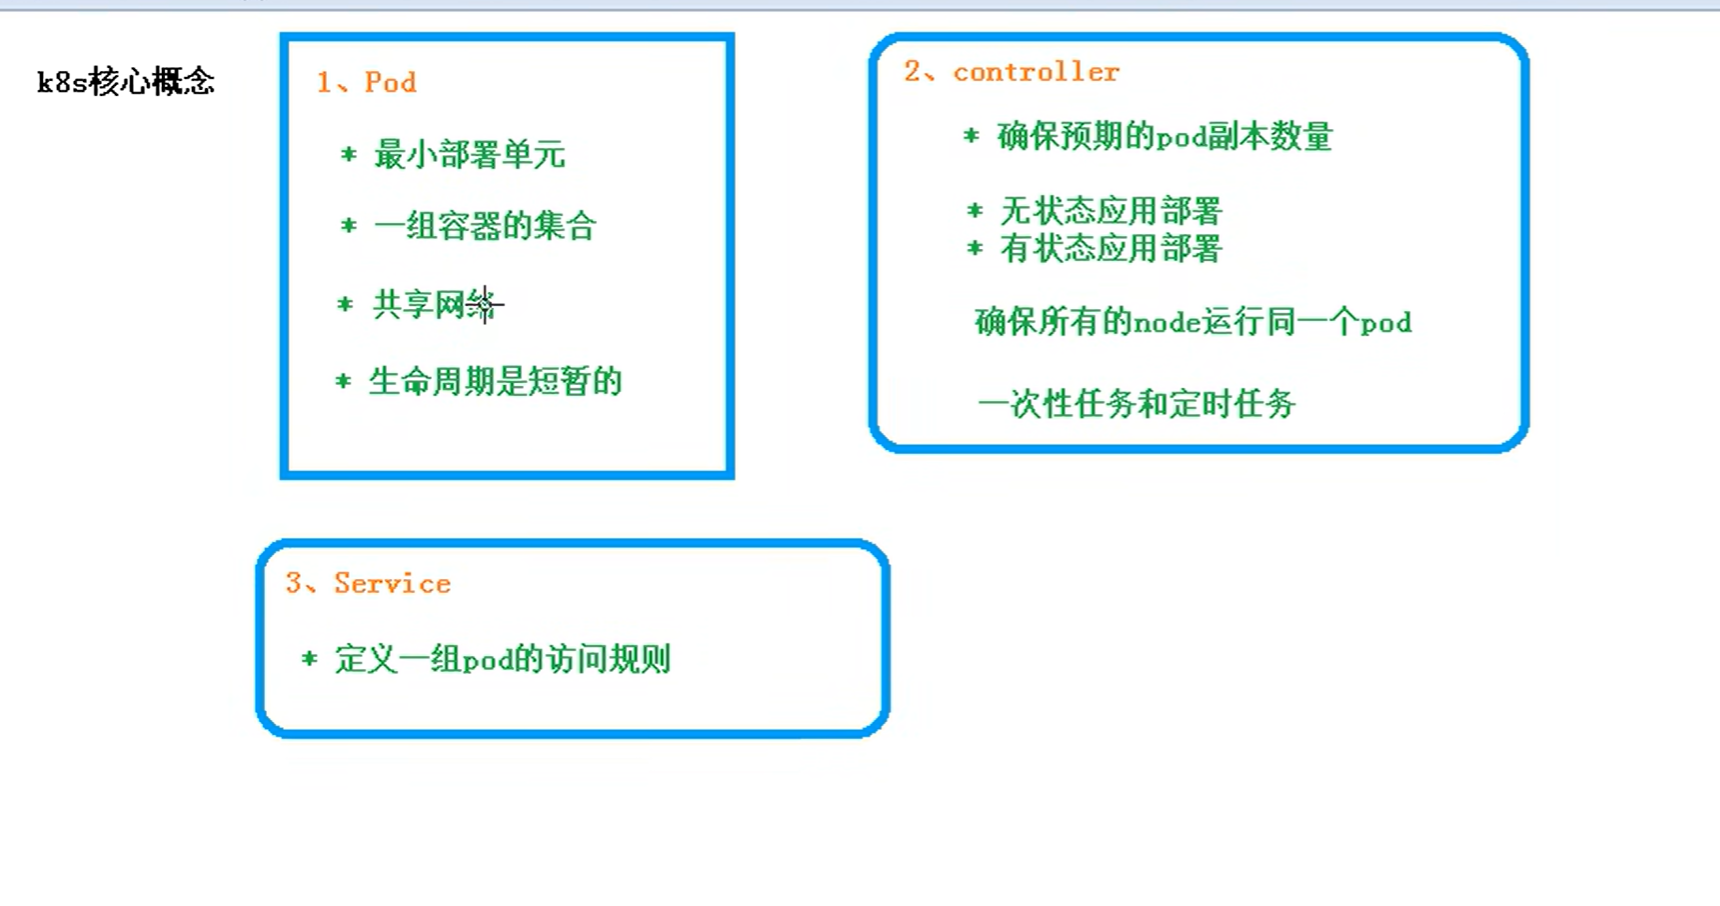 k8s核心概念
1、Pod
* 最小部署单元
* 一组容器的集合
* 共享网络
* 生命周期是短暂的
2、controller
* 确保预期的pod副本数量
* 无状态应用部署
* 有状态应用部署
确保所有的node运行同一个pod
一次性任务和定时任务
3、Service
* 定义一组pod的访问规则